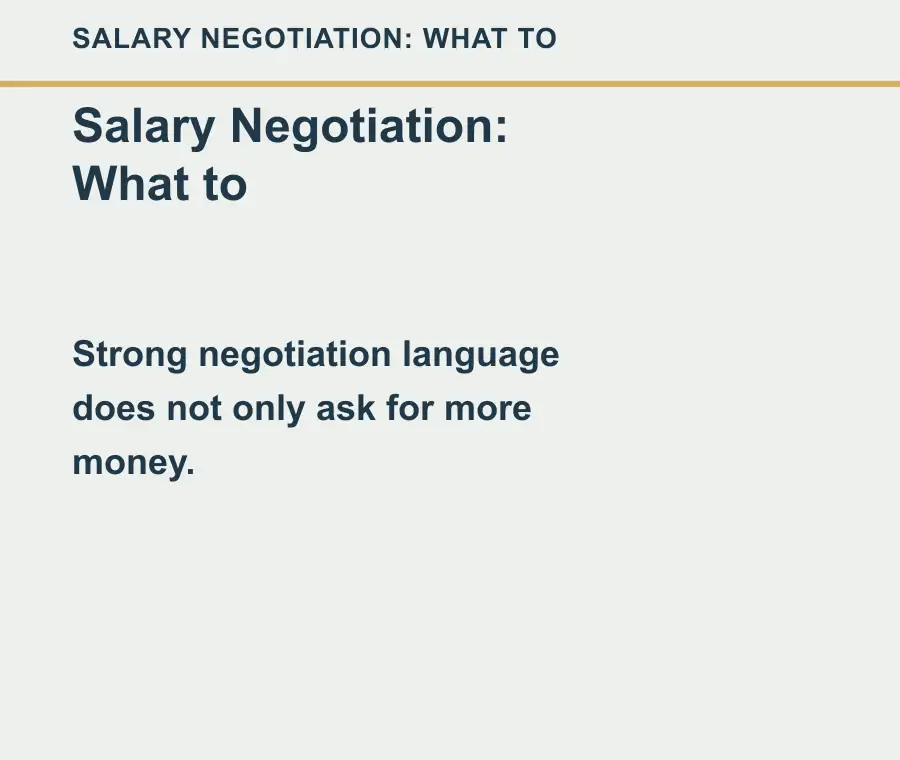 SALARY NEGOTIATION: WHAT TO
Salary Negotiation:
What to
Strong negotiation language
does not only ask for more
money.